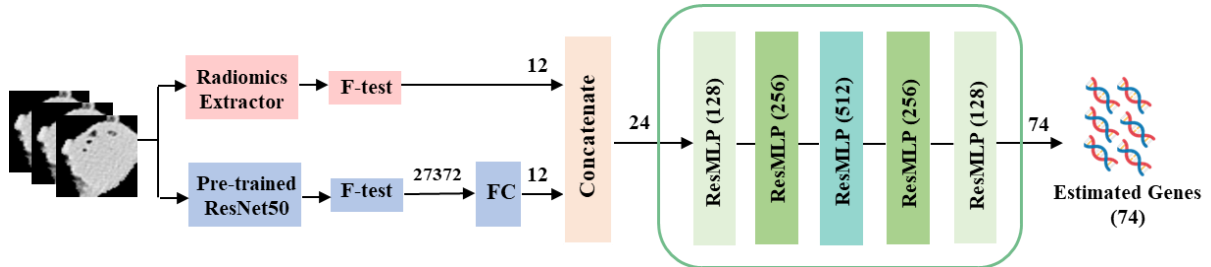 Radiomics
Extractor
F-test
12
Pre-trained
ResNet50
F-test
27372
FC
12
Concatenate
24
ResMLP (128)
ResMLP (256)
ResMLP (512)
ResMLP (256)
ResMLP (128)
74
Estimated Genes
(74)